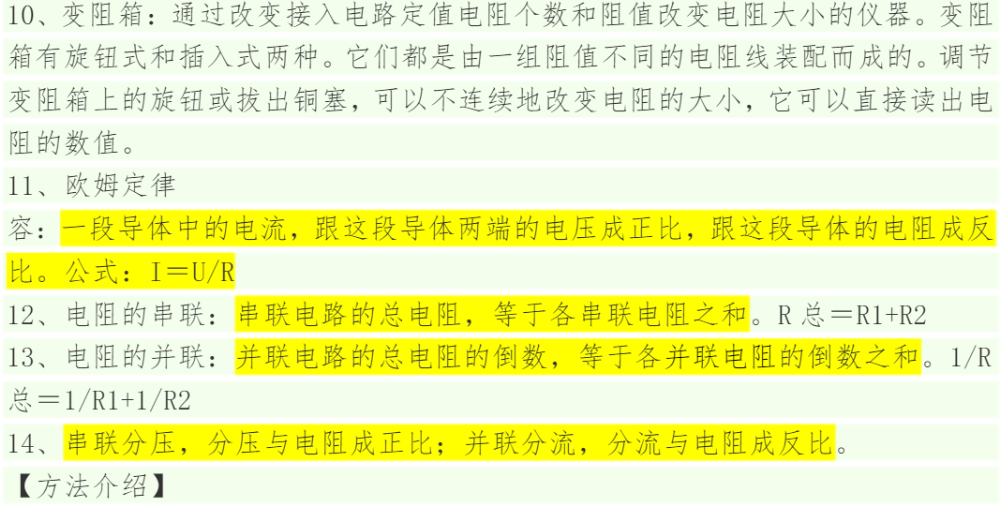 10、变阻箱：通过改变接入电路定值电阻个数和阻值改变电阻大小的仪器。变阻
箱有旋钮式和插入式两种。它们都是由一组阻值不同的电阻线装配而成的。调节
变阻箱上的旋钮或拔出铜塞，可以不连续地改变电阻的大小，它可以直接读出电
阻的数值。
11、欧姆定律
容：一段导体中的电流，跟这段导体两端的电压成正比，跟这段导体的电阻成反
比。公式：I＝U/R
12、电阻的串联：串联电路的总电阻，等于各串联电阻之和。R 总＝R1+R2
13、电阻的并联：并联电路的总电阻的倒数，等于各并联电阻的倒数之和。1/R
总＝1/R1+1/R2
14、串联分压，分压与电阻成正比；并联分流，分流与电阻成反比。
【方法介绍】